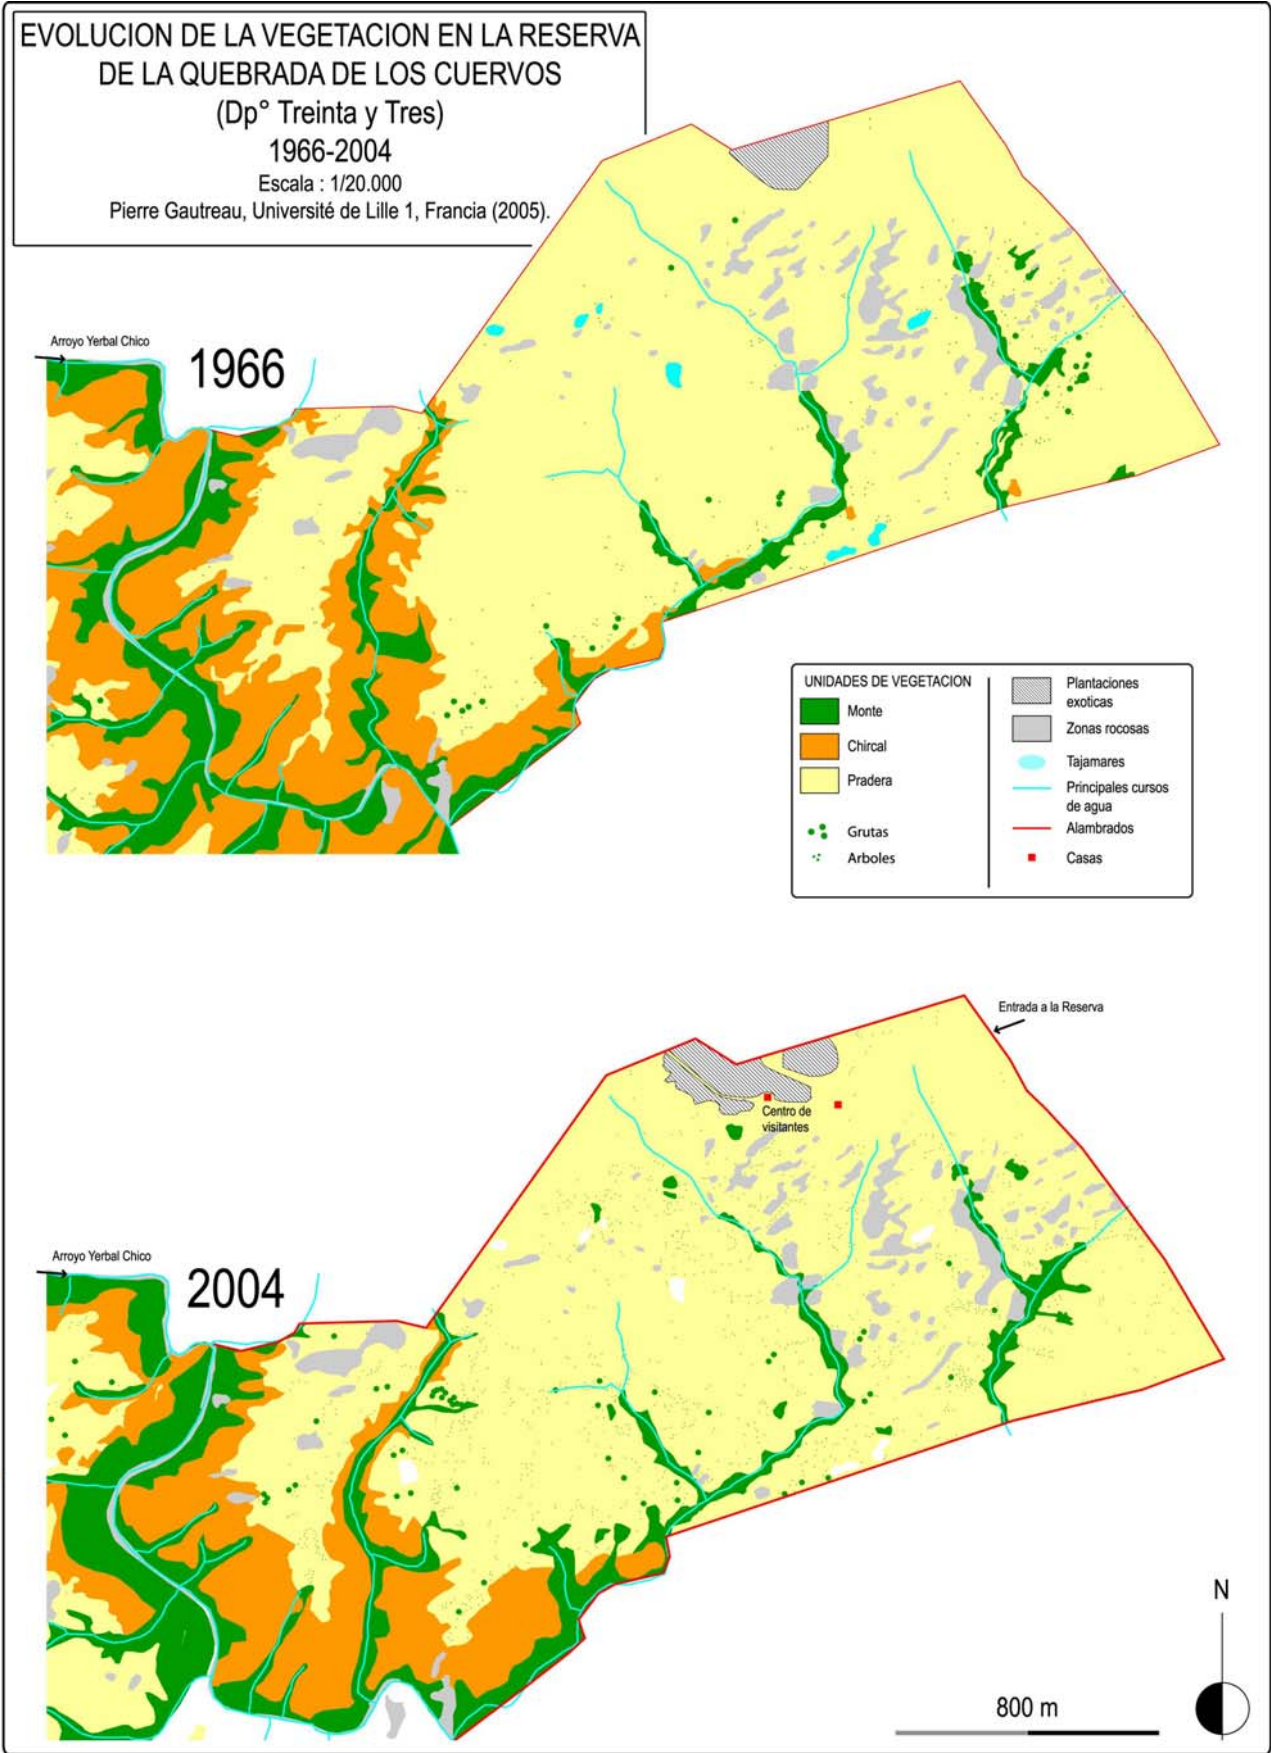 EVOLUCION DE LA VEGETACION EN LA RESERVA
DE LA QUEBRADA DE LOS CUERVOS
(Dp° Treinta y Tres)
1966-2004
Escala : 1/20.000
Pierre Gautreau, Université de Lille 1, Francia (2005).
Arroyo Yerbal Chico
1966
UNIDADES DE VEGETACION
Monte
Chircal
Pradera
Grutas
Arboles
Plantaciones
exoticas
Zonas rocosas
Tajamares
Principales cursos
de agua
Alambrados
Casas
Entrada a la Reserva
Centro de
visitantes
Arroyo Yerbal Chico
2004
N
800 m